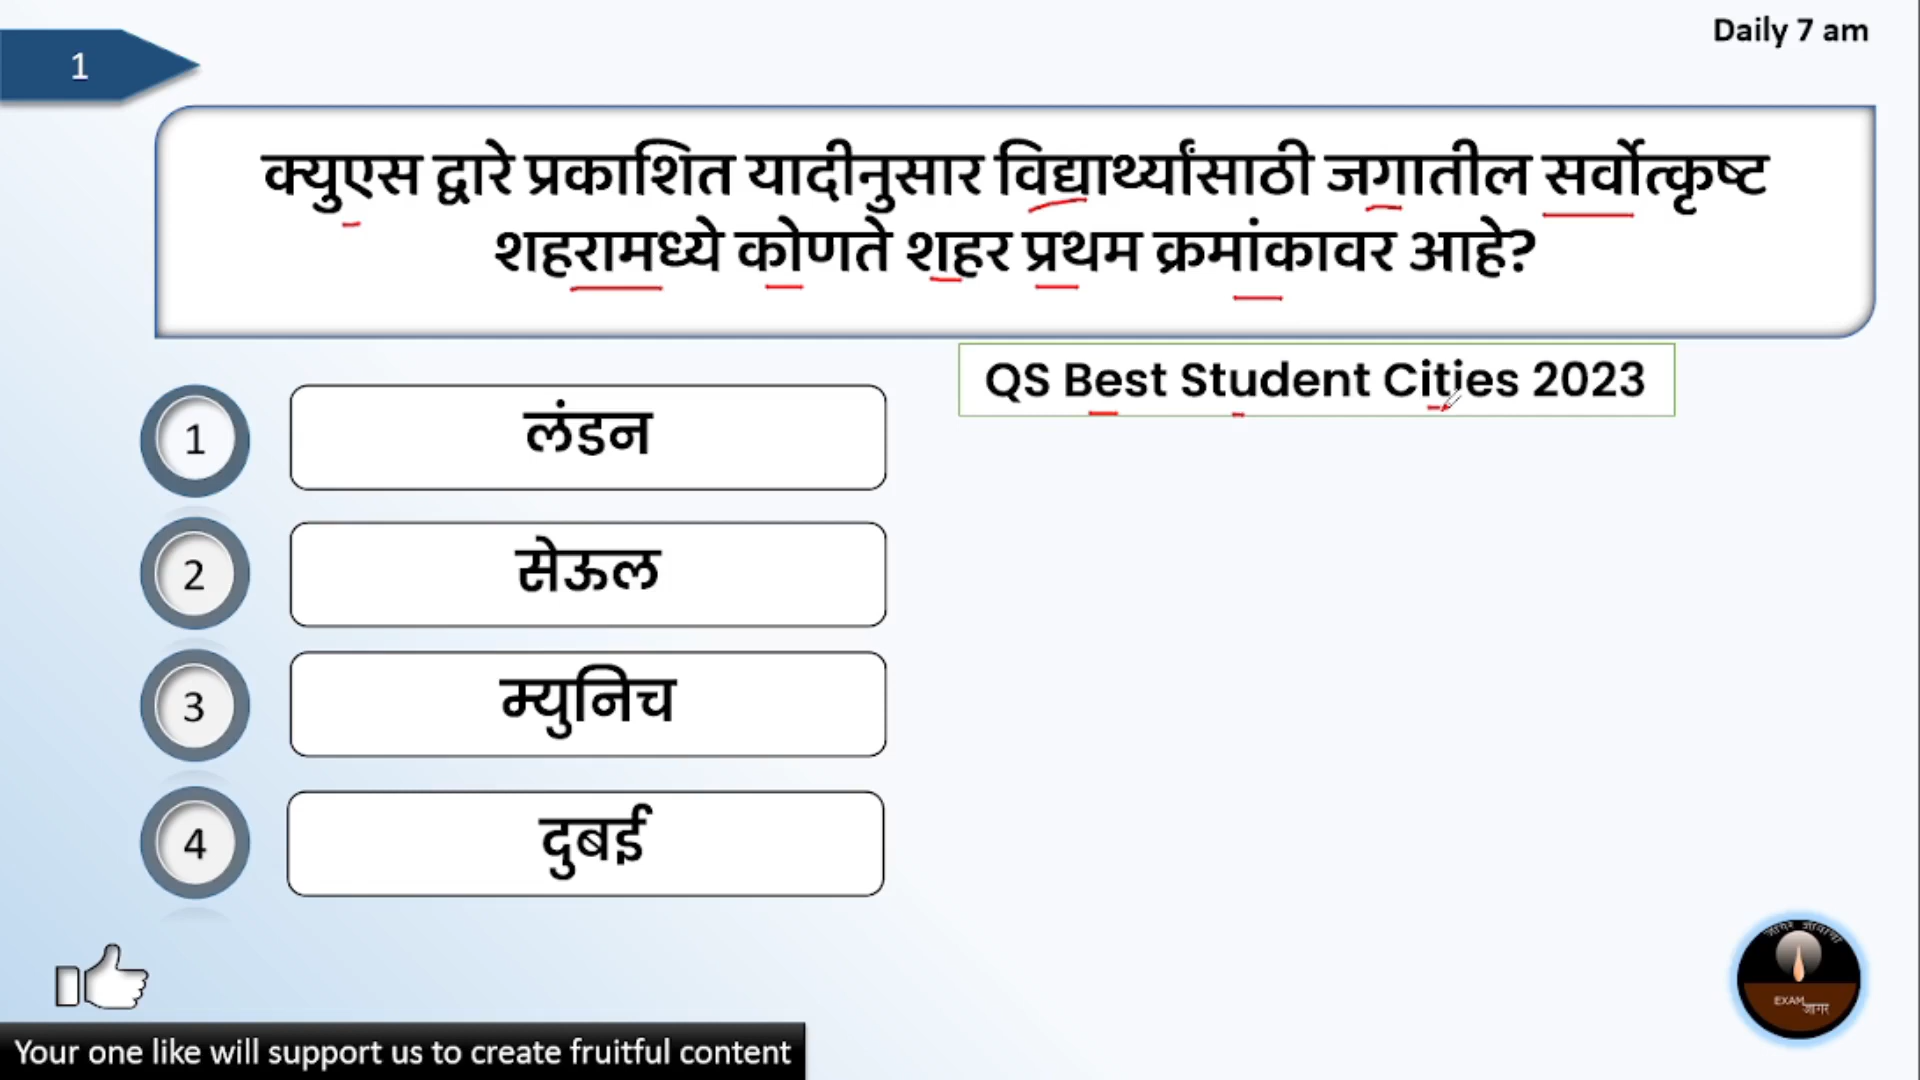 Daily 7 am
1
क्युएस द्वारे प्रकाशित यादीनुसार विद्यार्थ्यांसाठी जगातील सर्वोत्कृष्ट
शहरामध्ये कोणते शहर प्रथम क्रमांकावर आहे?
QS Best Student Cities 2023
1
लंडन
2
सेऊल
3
म्युनिच
4
दुबई
EXAM
जागर
Your one like will support us to create fruitful content